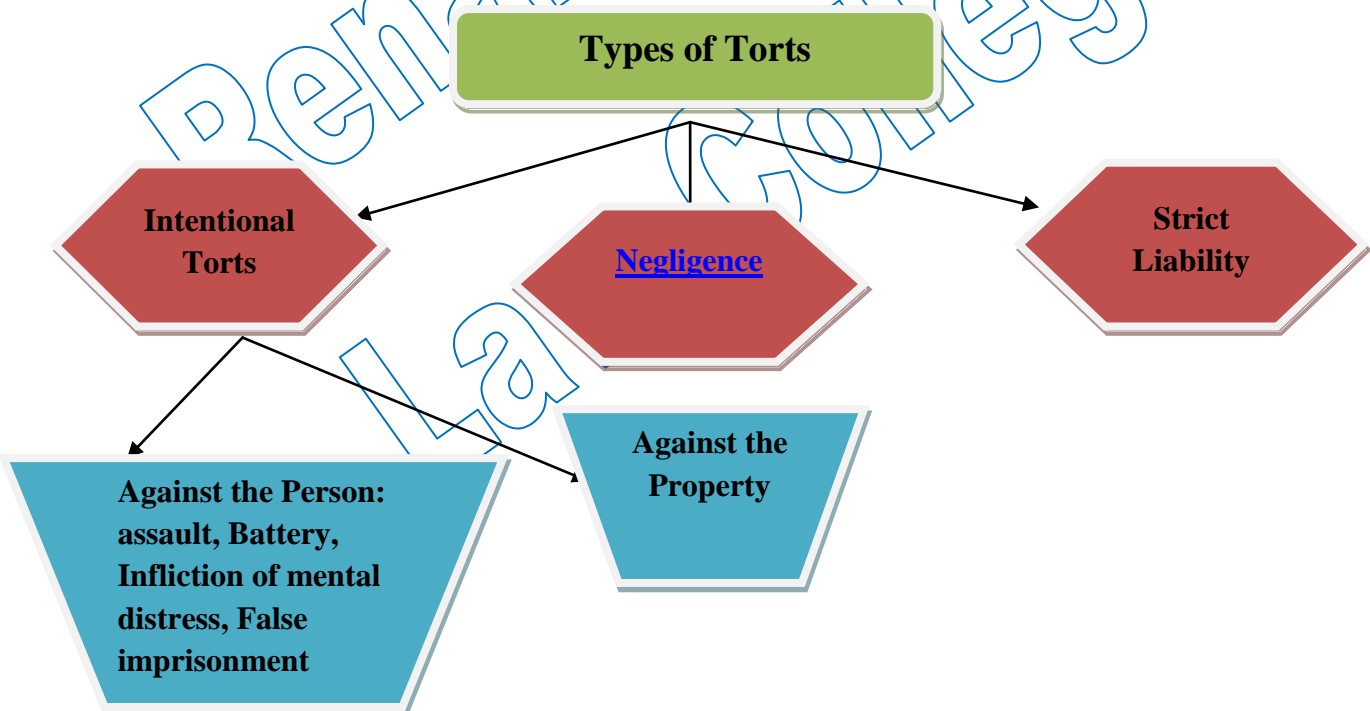 Types of Torts
Intentional
Torts
Negligence
Strict
Liability
Against the
Property
Against the Person:
assault, Battery,
Infliction of mental
distress, False
imprisonment